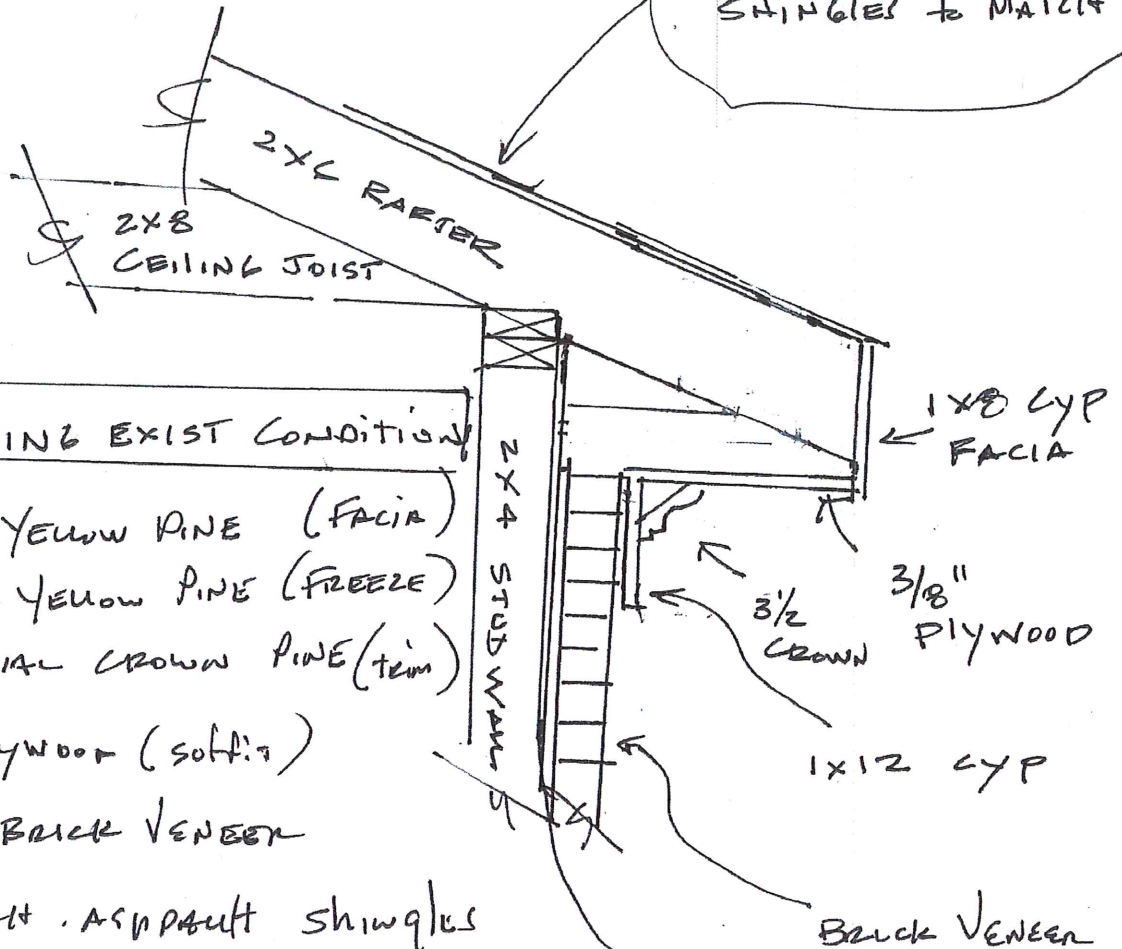 SHINGLES to MATCH
2X6 RAFTER
2X8
CEILING JOIST
1X8 CYP
FACIA
ING EXIST CONDITION
2X4 STUD WALL
YELLOW PINE (FACIA)
YELLOW PINE (FREEZE)
IAL CROWN PINE (trim)
3 1/2
CROWN
3/8"
PLYWOOD
YWOOD (soffit)
1X12 CYP
BRICK VENEER
H. ASPPAULT Shingles
BRICK VENEER